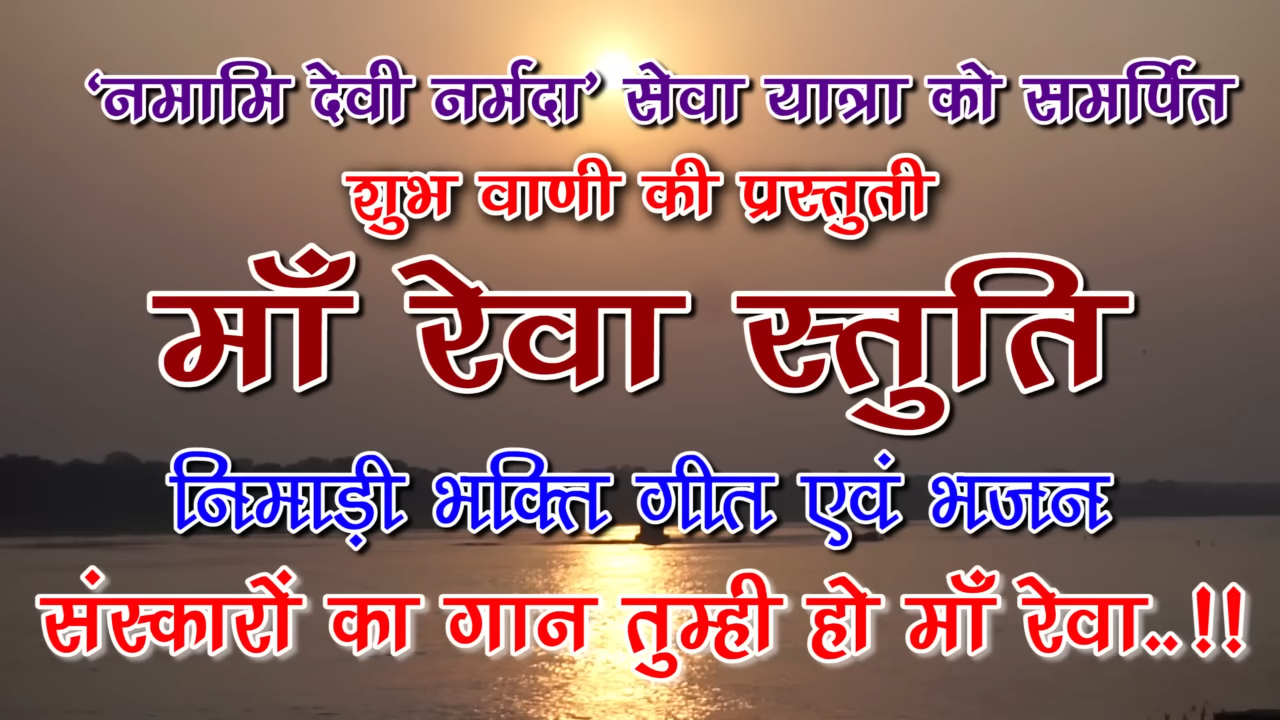 ‘नमामि देवी नर्मदा’ सेवा यात्रा को समर्पित
शुभ वाणी की प्रस्तुती
माँ रेवा स्तुति
निमाड़ी भक्ति गीत एवं भजन
संस्कारों का गान तुम्ही हो माँ रेवा..!!